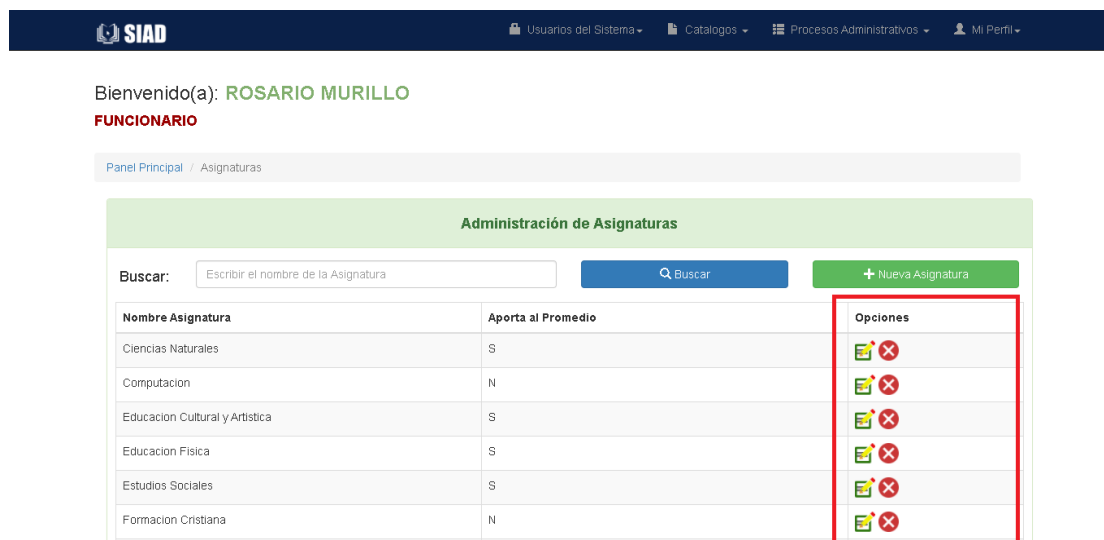 SIAD Usuarios del Sistema Catalogos Procesos Administrativos Mi Perfil
Bienvenido(a): ROSARIO MURILLO
FUNCIONARIO
Panel Principal / Asignaturas
Administración de Asignaturas
Buscar: Escribir el nombre de la Asignatura Buscar Nueva Asignatura
Nombre Asignatura Aporta al Promedio Opciones
Ciencias Naturales S
Computacion N
Educacion Cultural y Artistica S
Educacion Fisica S
Estudios Sociales S
Formacion Cristiana N